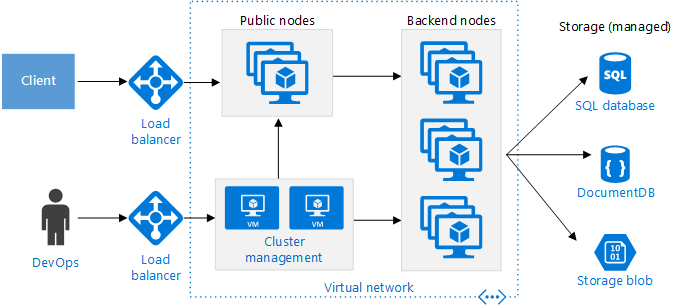 Public nodes
Backend nodes
Storage (managed)
Client
Load
balancer
SQL
SQL database
{ }
DocumentDB
DevOps
Load
balancer
VM
VM
Cluster
management
10
01
Storage blob
Virtual network